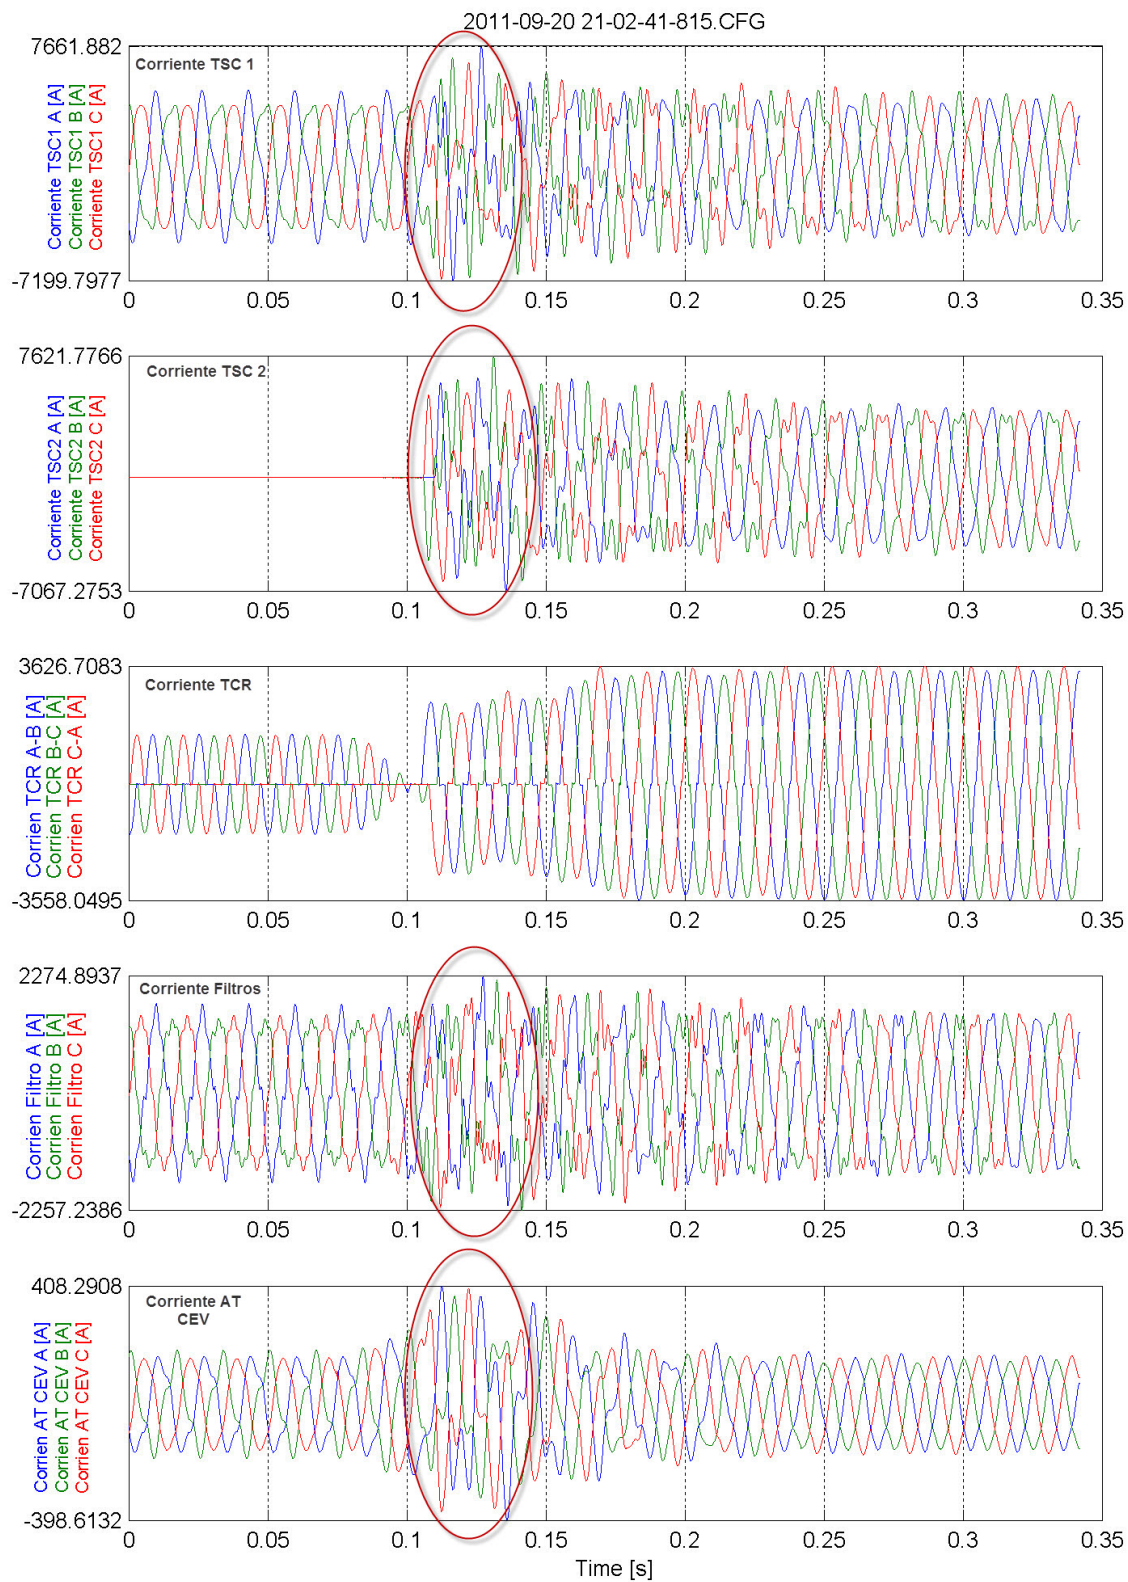 2011-09-20 21-02-41-815.CFG
7661.882
Corriente TSC 1
Corriente TSC1 A [A]
Corriente TSC1 B [A]
Corriente TSC1 C [A]
-7199.7977
0 0.05 0.1 0.15 0.2 0.25 0.3 0.35
7621.7766
Corriente TSC 2
Corriente TSC2 A [A]
Corriente TSC2 B [A]
Corriente TSC2 C [A]
-7067.2753
0 0.05 0.1 0.15 0.2 0.25 0.3 0.35
3626.7083
Corriente TCR
Corrien TCR A-B [A]
Corrien TCR B-C [A]
Corrien TCR C-A [A]
-3558.0495
0 0.05 0.1 0.15 0.2 0.25 0.3 0.35
2274.8937
Corriente Filtros
Corrien Filtro A [A]
Corrien Filtro B [A]
Corrien Filtro C [A]
-2257.2386
0 0.05 0.1 0.15 0.2 0.25 0.3 0.35
408.2908
Corriente AT
CEV
Corrien AT CEV A [A]
Corrien AT CEV B [A]
Corrien AT CEV C [A]
-398.6132
0 0.05 0.1 0.15 0.2 0.25 0.3 0.35
Time [s]